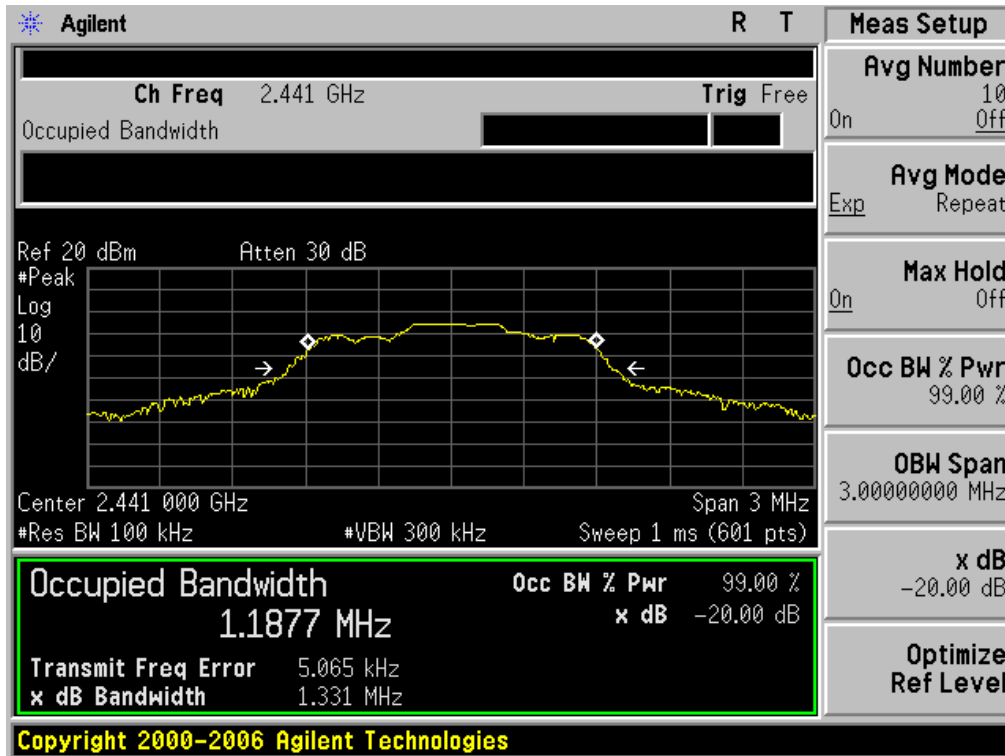 Agilent R T
Ch Freq 2.441 GHz Trig Free
Occupied Bandwidth
Ref 20 dBm Atten 30 dB
#Peak
Log
10
dB/
Center 2.441 000 GHz Span 3 MHz
#Res BW 100 kHz #VBW 300 kHz Sweep 1 ms (601 pts)
Occupied Bandwidth Occ BW % Pwr 99.00 %
1.1877 MHz x dB -20.00 dB
Transmit Freq Error 5.065 kHz
x dB Bandwidth 1.331 MHz
Copyright 2000-2006 Agilent Technologies
Meas Setup
Avg Number
10
On Off
Avg Mode
Exp Repeat
Max Hold
On Off
Occ BW % Pwr
99.00 %
OBW Span
3.00000000 MHz
x dB
-20.00 dB
Optimize
Ref Level